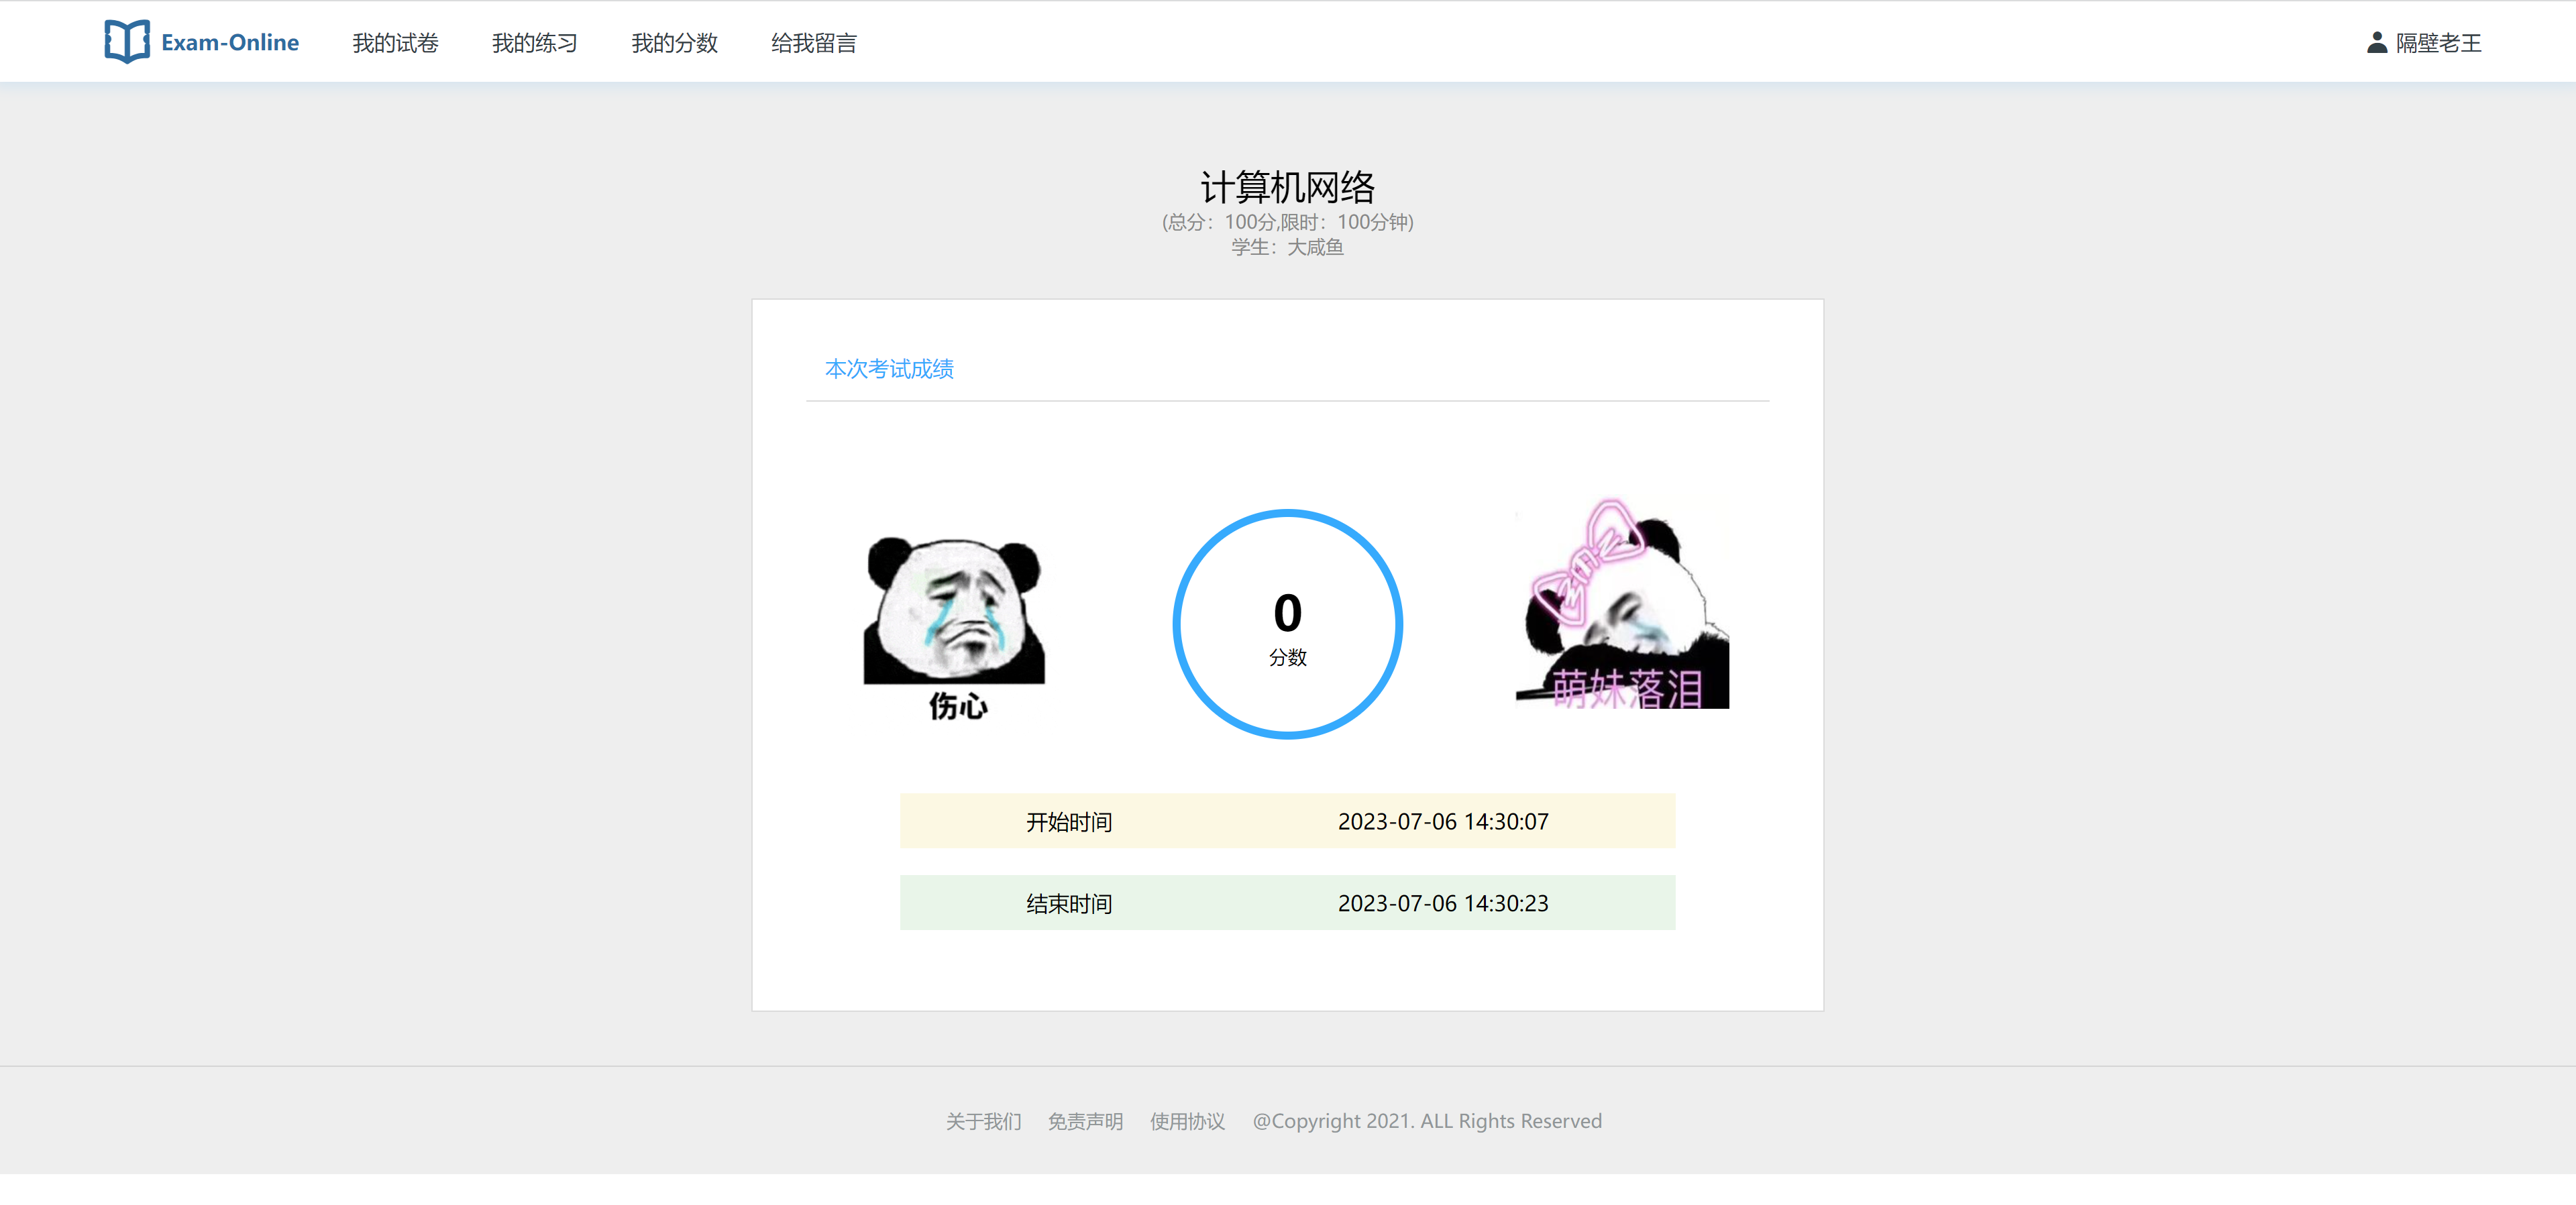 Exam-Online 我的试卷 我的练习 我的分数 给我留言 隔壁老王
计算机网络
(总分：100分,限时：100分钟)
学生：大咸鱼
本次考试成绩
0
分数
伤心
萌妹落泪
开始时间 2023-07-06 14:30:07
结束时间 2023-07-06 14:30:23
关于我们 免责声明 使用协议 @Copyright 2021. ALL Rights Reserved